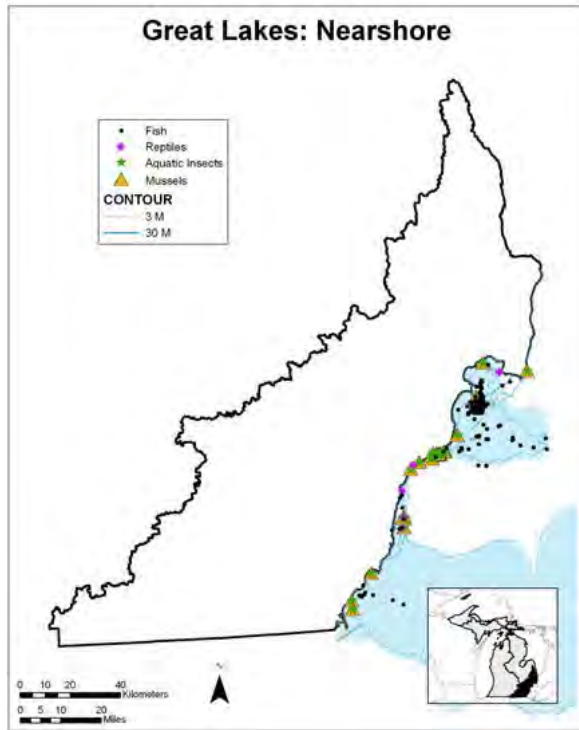 Great Lakes: Nearshore
Fish
Reptiles
Aquatic Insects
Mussels
CONTOUR
3 M
30 M
0 10 20 40
Kilometers
0 5 10 20
Miles